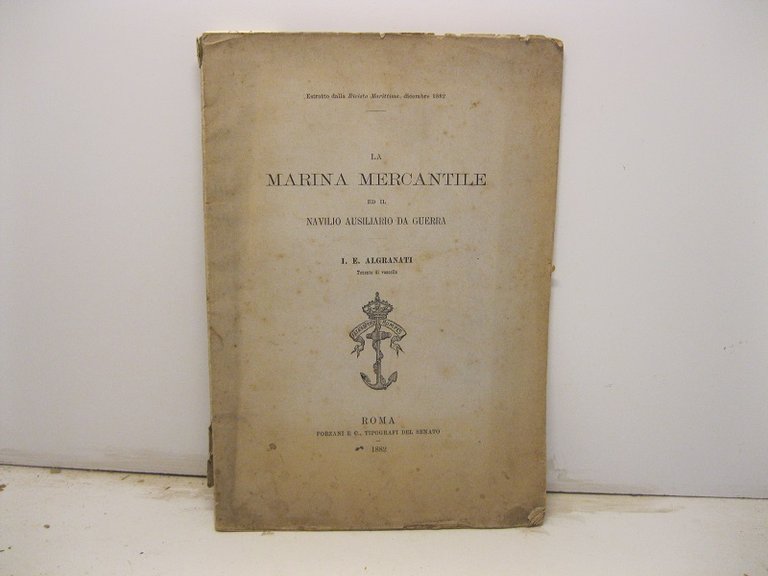 Estratto dalla Rivista Marittima, dicembre 1882
LA
MARINA MERCANTILE
ED IL
NAVILIO AUSILIARIO DA GUERRA
I. E. ALGRANATI
Tenente di vascello
ROMA
FORZANI E C., TIPOGRAFI DEL SENATO
1882